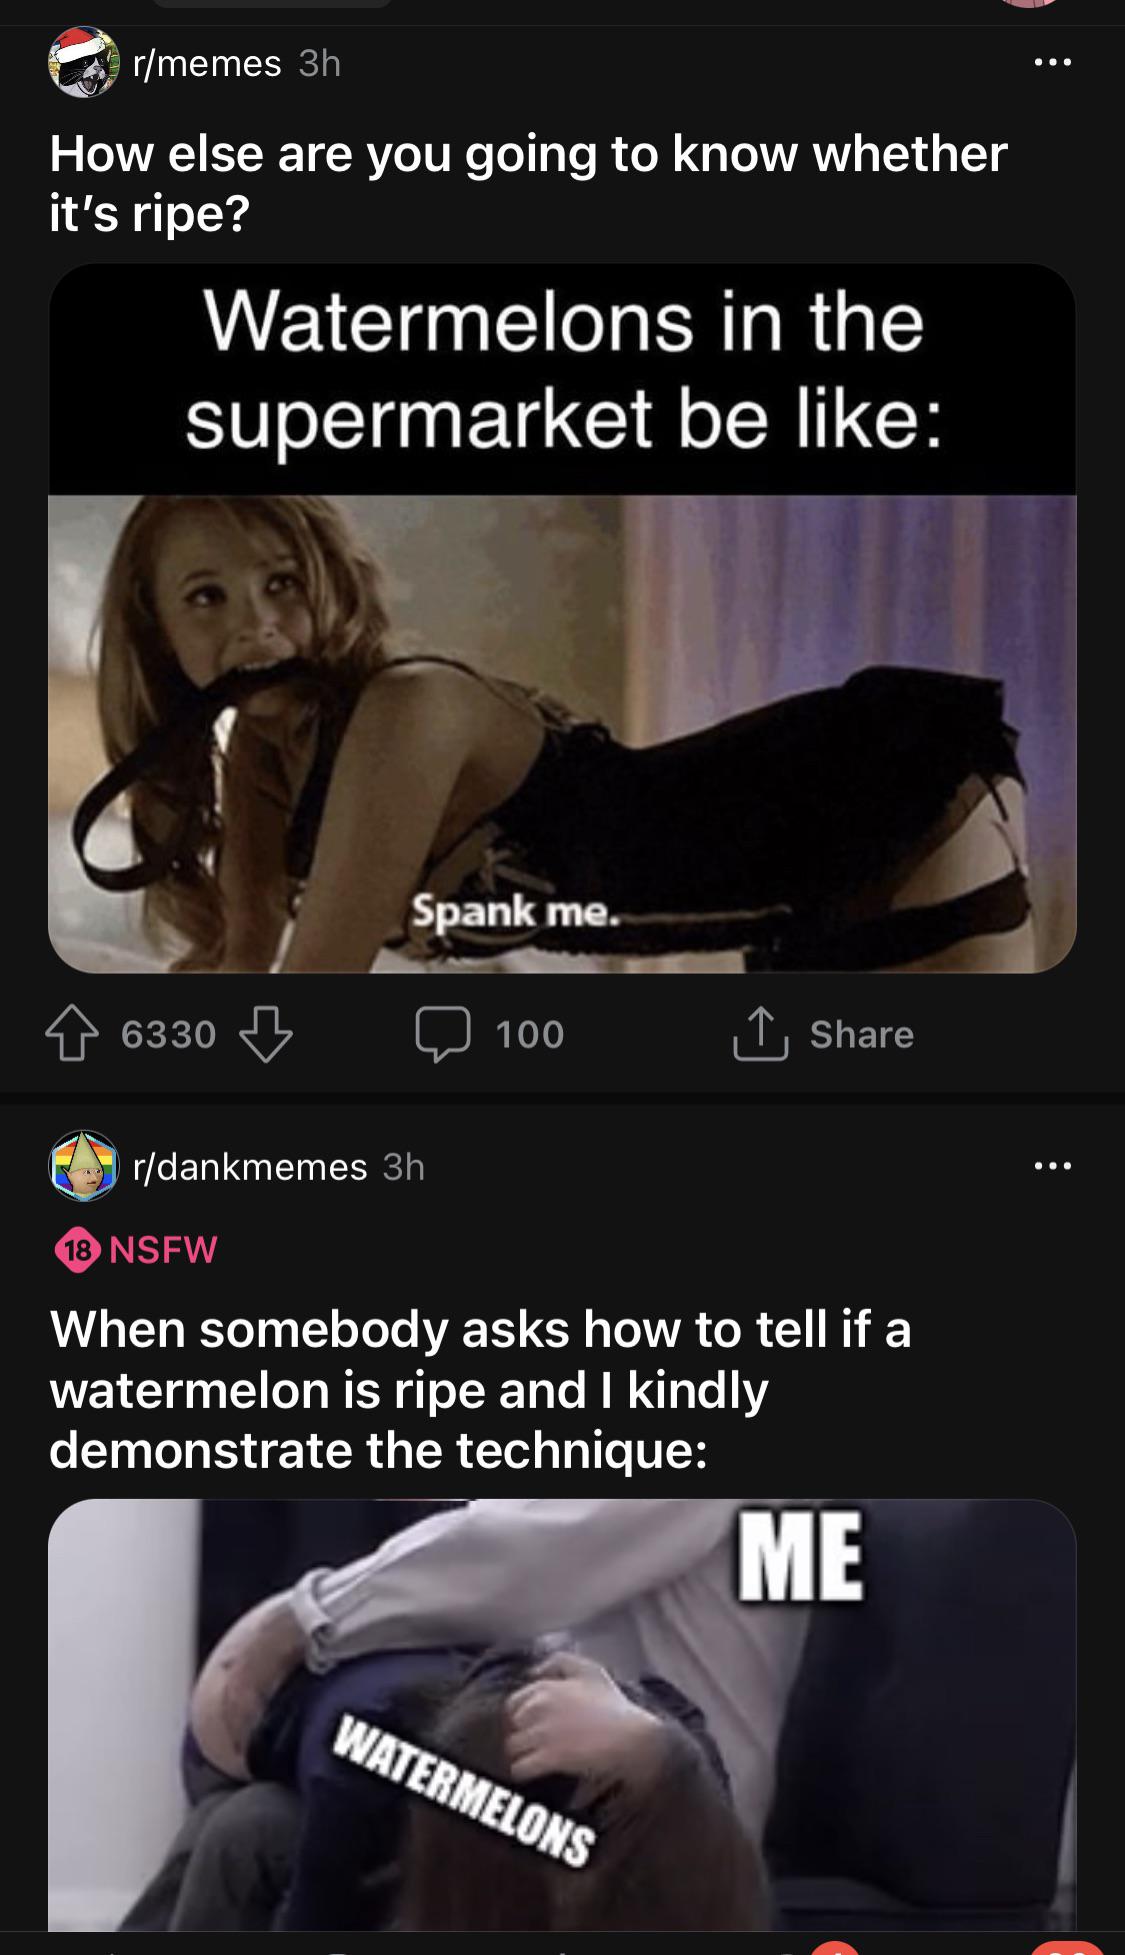 r/memes 3h
How else are you going to know whether
it's ripe?
Watermelons in the
supermarket be like:
Spank me.
6330
100
Share
r/dankmemes 3h
18 NSFW
When somebody asks how to tell if a
watermelon is ripe and I kindly
demonstrate the technique:
ME
WATERMELONS